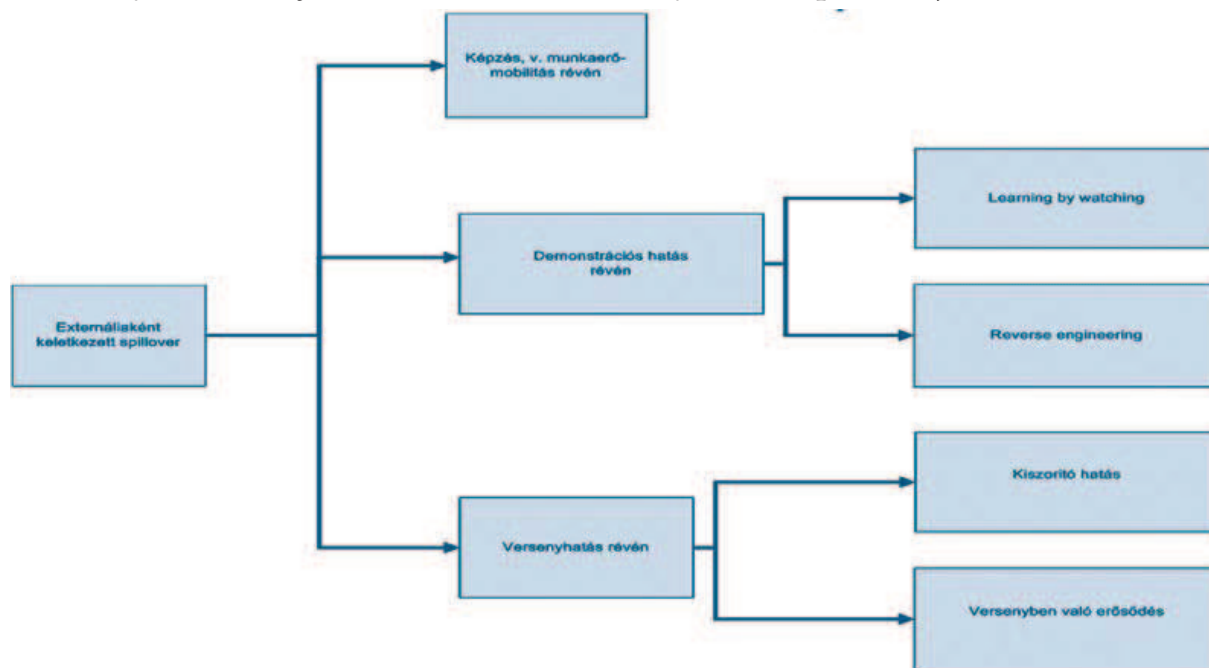 Képzés, v. munkaerő-
mobilitás révén
Learning by watching
Demonstrációs hatás
révén
Externáliaként
keletkezett spillover
Reverse engineering
Kiszorító hatás
Versenyhatás révén
Versenyben való erősődés